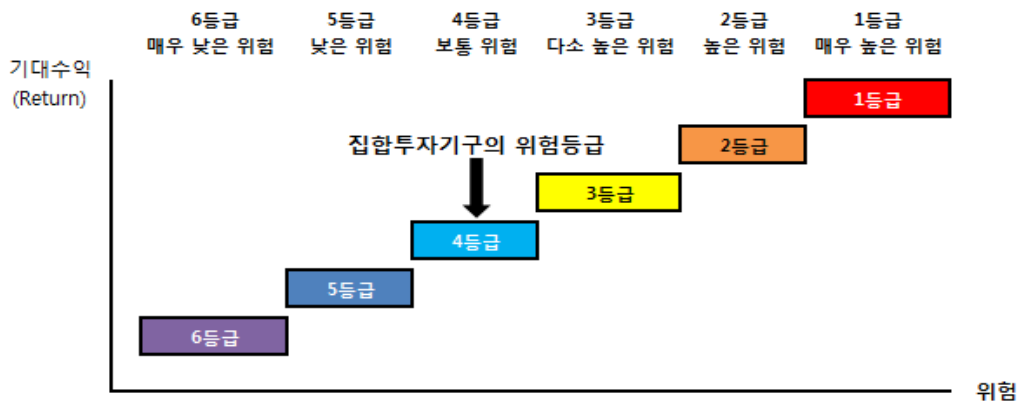 6등급 5등급 4등급 3등급 2등급 1등급
매우 낮은 위험 낮은 위험 보통 위험 다소 높은 위험 높은 위험 매우 높은 위험
기대수익
(Return)
1등급
집합투자기구의 위험등급
2등급
3등급
4등급
5등급
6등급
위험